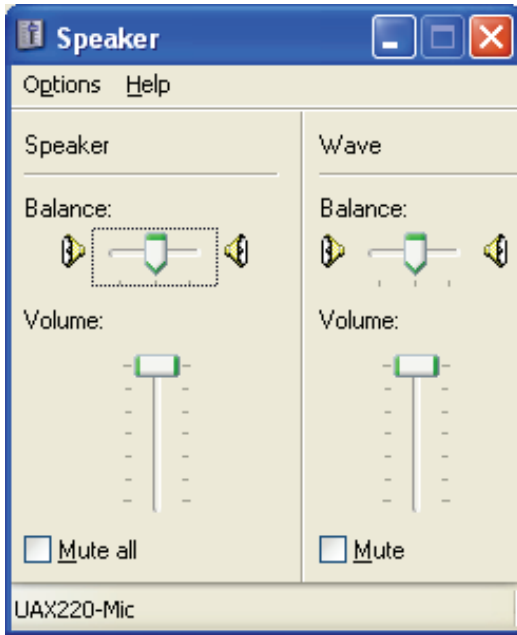 Speaker
Options Help
Speaker
Balance:
Volume:
Mute all
Wave
Balance:
Volume:
Mute
UAX220-Mic